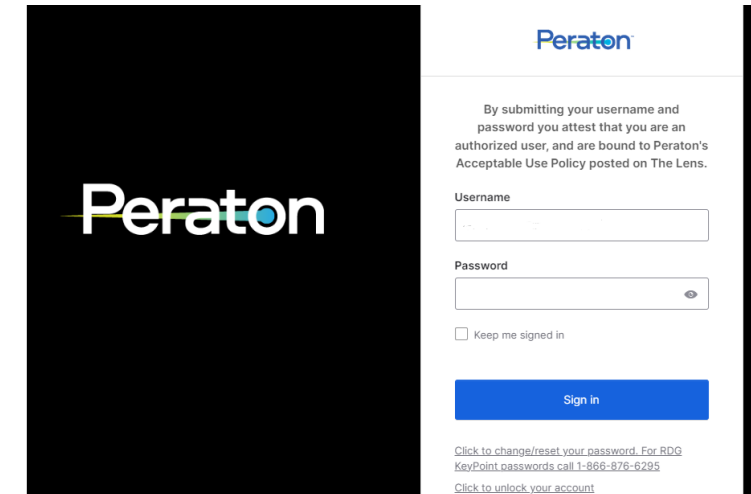 Peraton
Peraton
By submitting your username and
password you attest that you are an
authorized user, and are bound to Peraton's
Acceptable Use Policy posted on The Lens.
Username
Password
Keep me signed in
Sign in
Click to change/reset your password. For RDG
KeyPoint passwords call 1-866-876-6295
Click to unlock your account